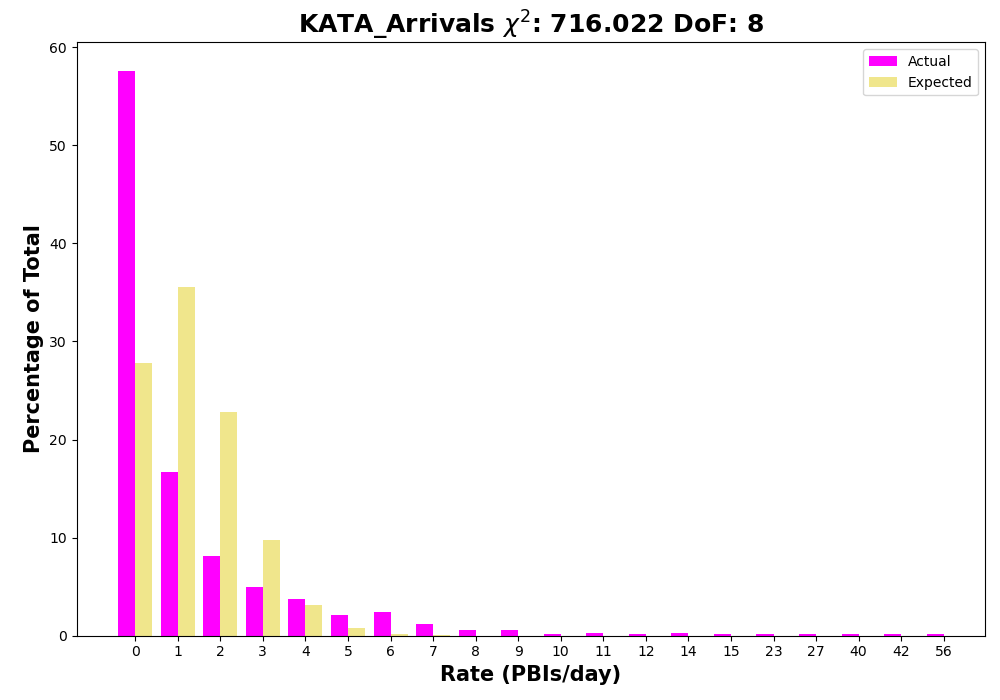 KATA_Arrivals χ²: 716.022 DoF: 8
Actual
Expected
Percentage of Total
60
50
40
30
20
10
0
0 1 2 3 4 5 6 7 8 9 10 11 12 14 15 23 27 40 42 56
Rate (PBIs/day)